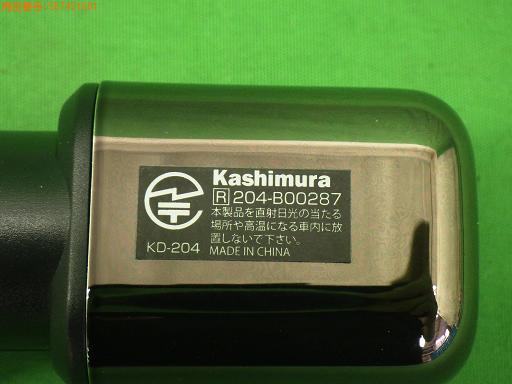 Kashimura
R 204-B00287
本製品を直射日光の当たる
場所や高温になる車内に放
置しないで下さい。
KD-204 MADE IN CHINA